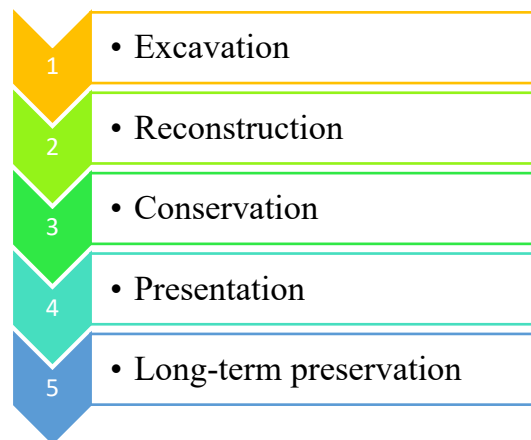 1 • Excavation
2 • Reconstruction
3 • Conservation
4 • Presentation
5 • Long-term preservation